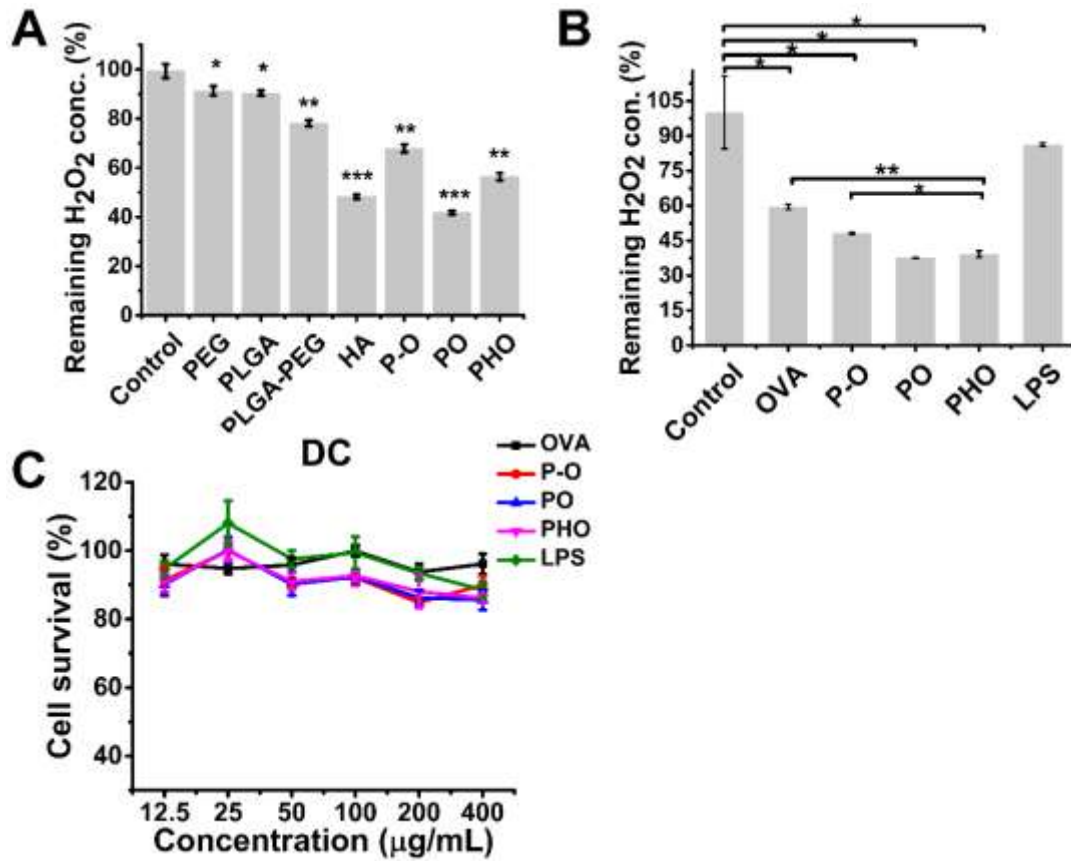 A
Remaining H2O2 conc. (%)
100
80
60
40
20
0
*
*
**
***
**
***
**
Control
PEG
PLGA
PLGA-PEG
HA
P-O
PO
PHO
B
Remaining H2O2 con. (%)
105
90
75
60
45
30
15
0
*
*
*
*
**
*
Control
OVA
P-O
PO
PHO
LPS
C
DC
Cell survival (%)
120
100
80
60
40
12.5 25 50 100 200 400
Concentration (μg/mL)
OVA
P-O
PO
PHO
LPS